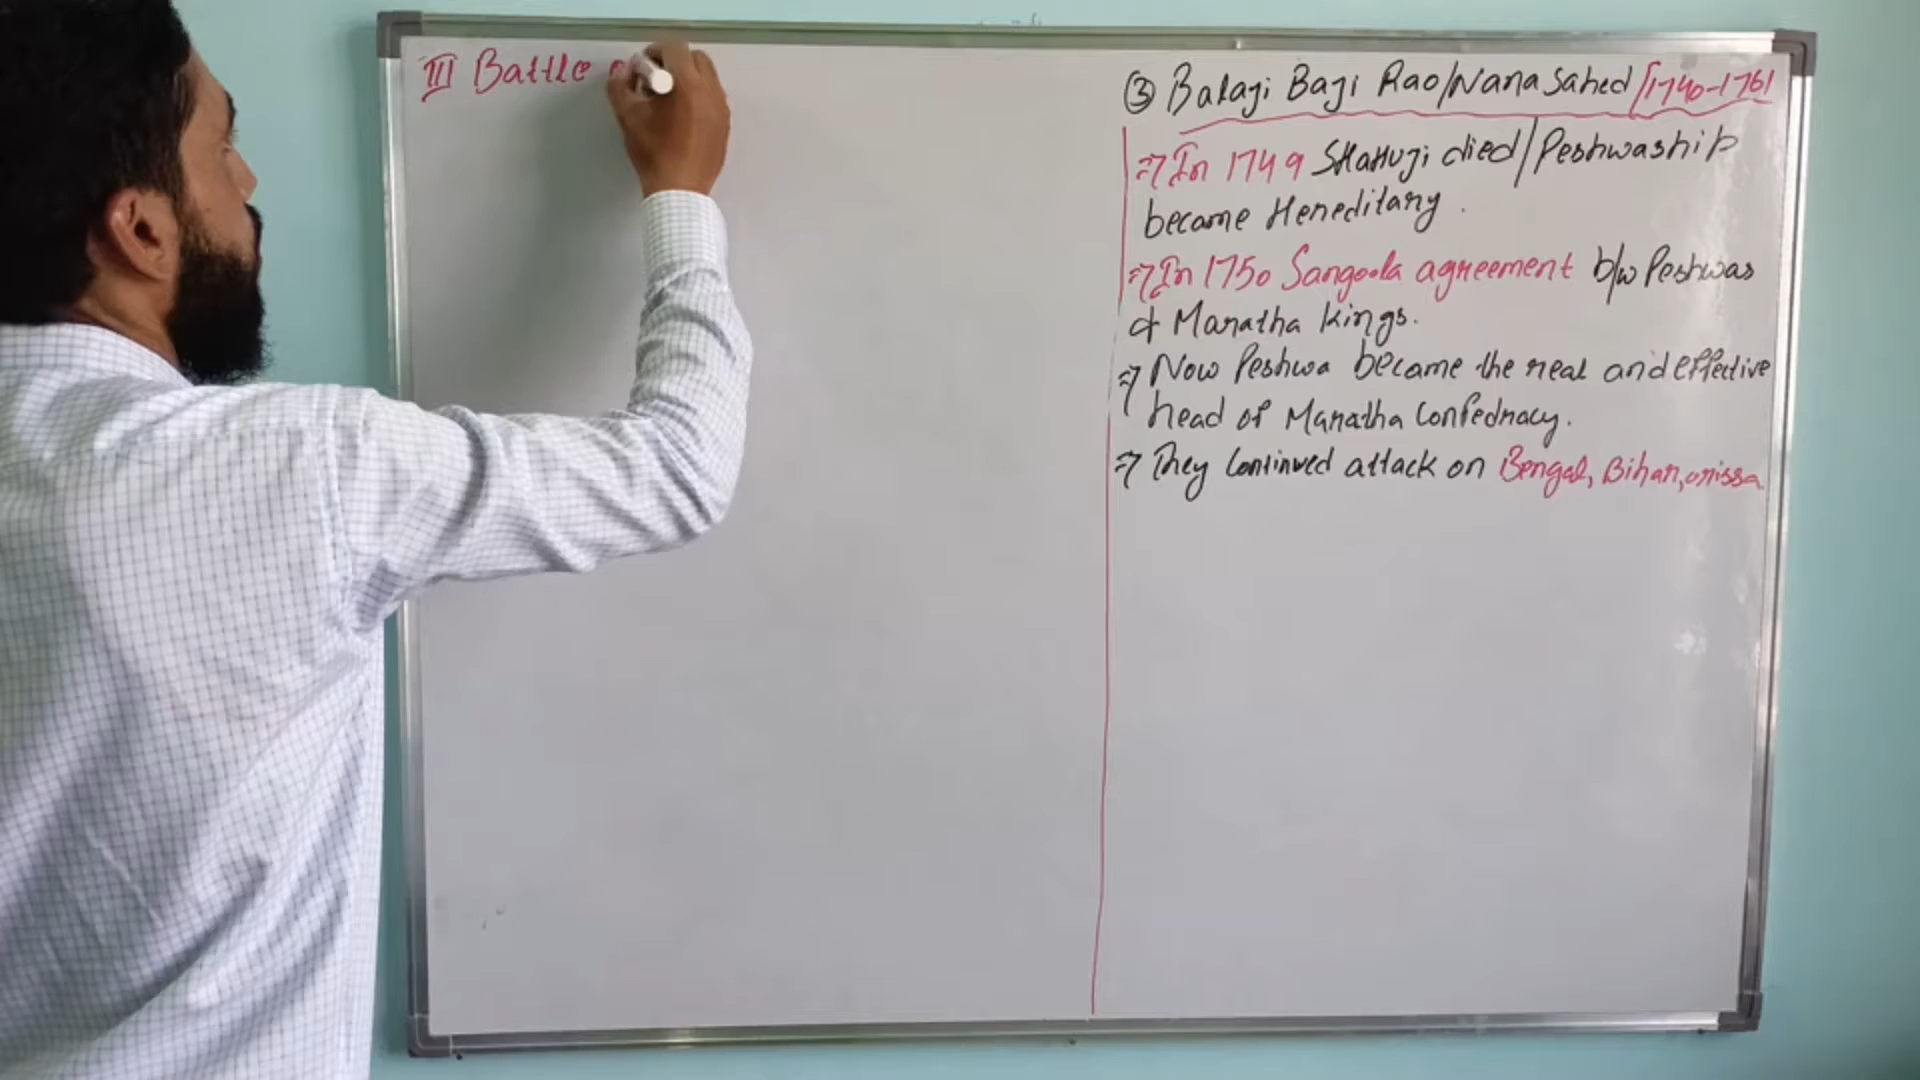 III Battle
③ Balaji Baji Rao/Nana Sahed/1740-1761
⇒ In 1749 SHAHUJi died/Peshwaship
became Hereditary.
⇒ In 1750 Sangoola agreement b/w Peshwas
& Maratha Kings.
⇒ Now Peshwa became the real and effective
head of Maratha Confedracy.
⇒ They Continued attack on Bengal, Bihar, orissa